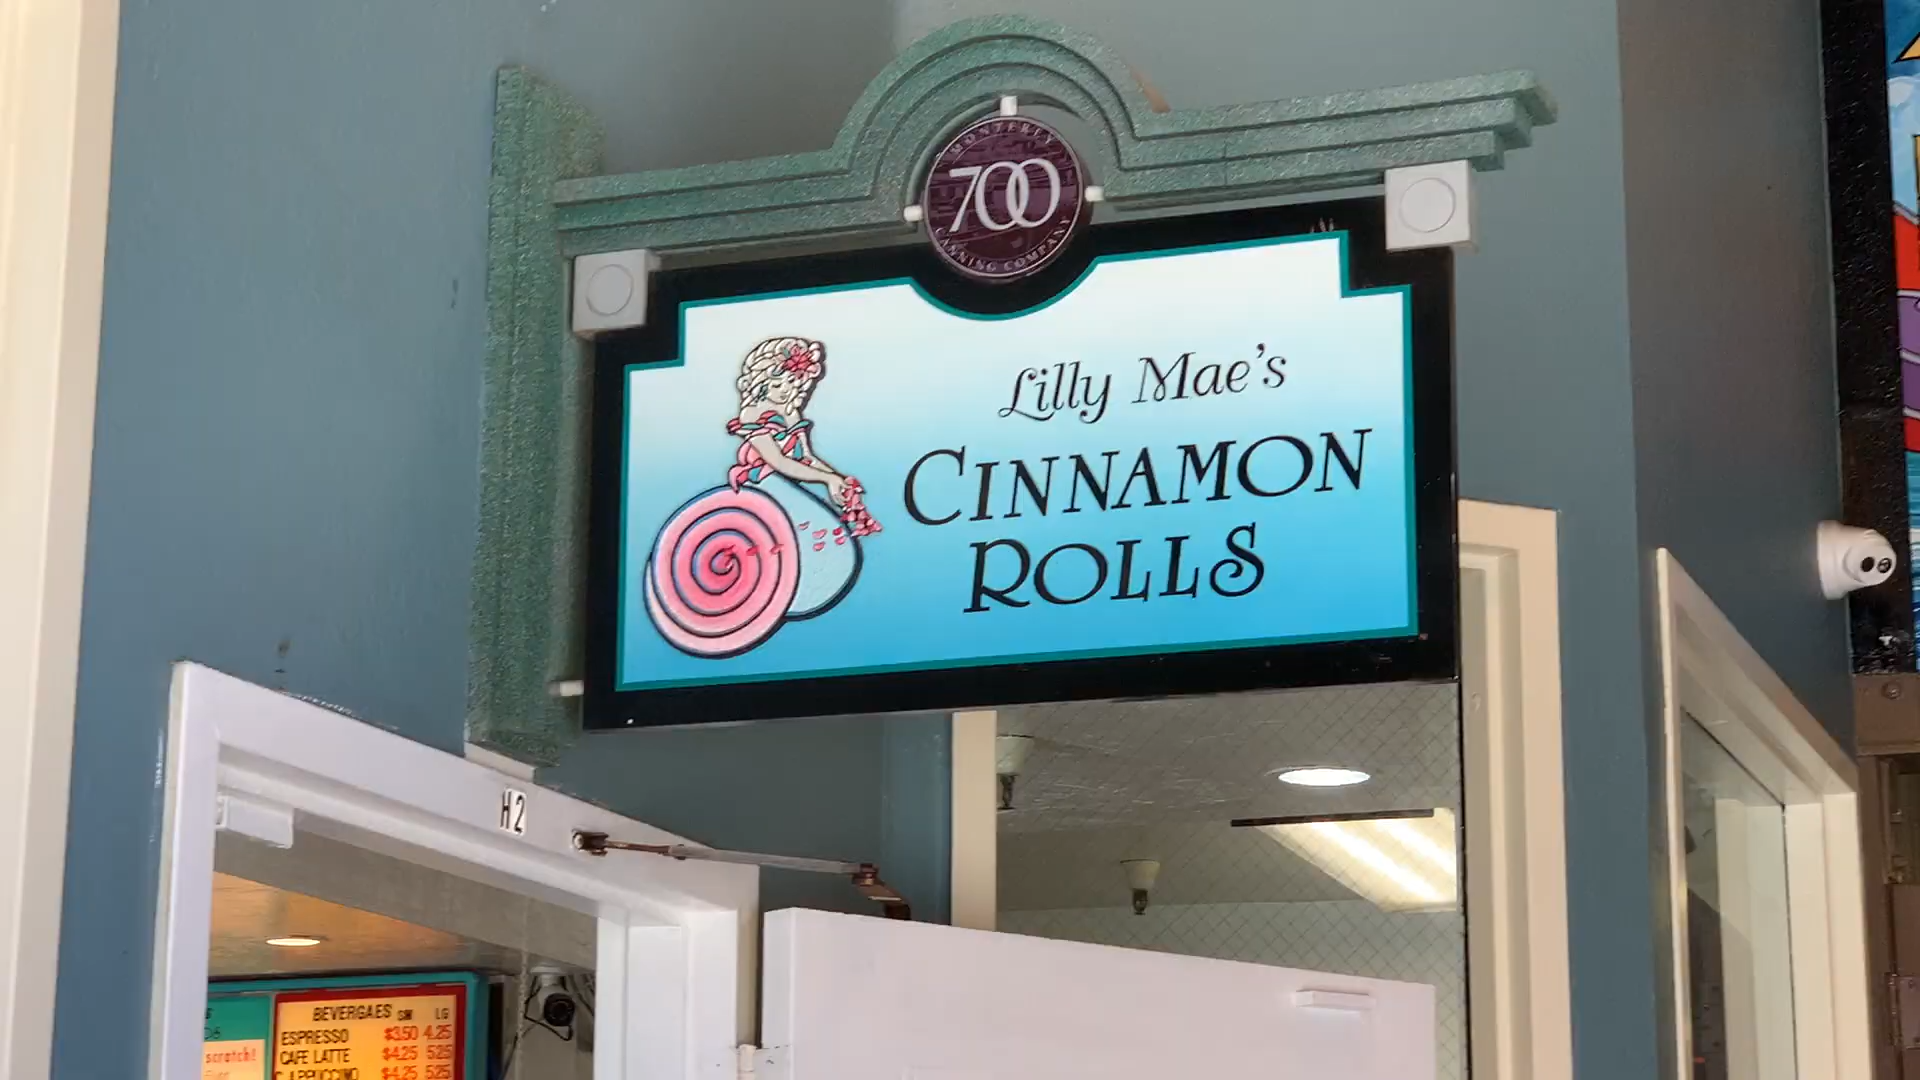 MONTEREY
700
CANNING COMPANY
Lilly Mae's
CINNAMON
ROLLS
H2
BEVERGAES SM LG
ESPRESSO $3.50 4.25
CAFE LATTE $4.25 5.25
CAPPUCCINO $4.25 5.25
scratch!